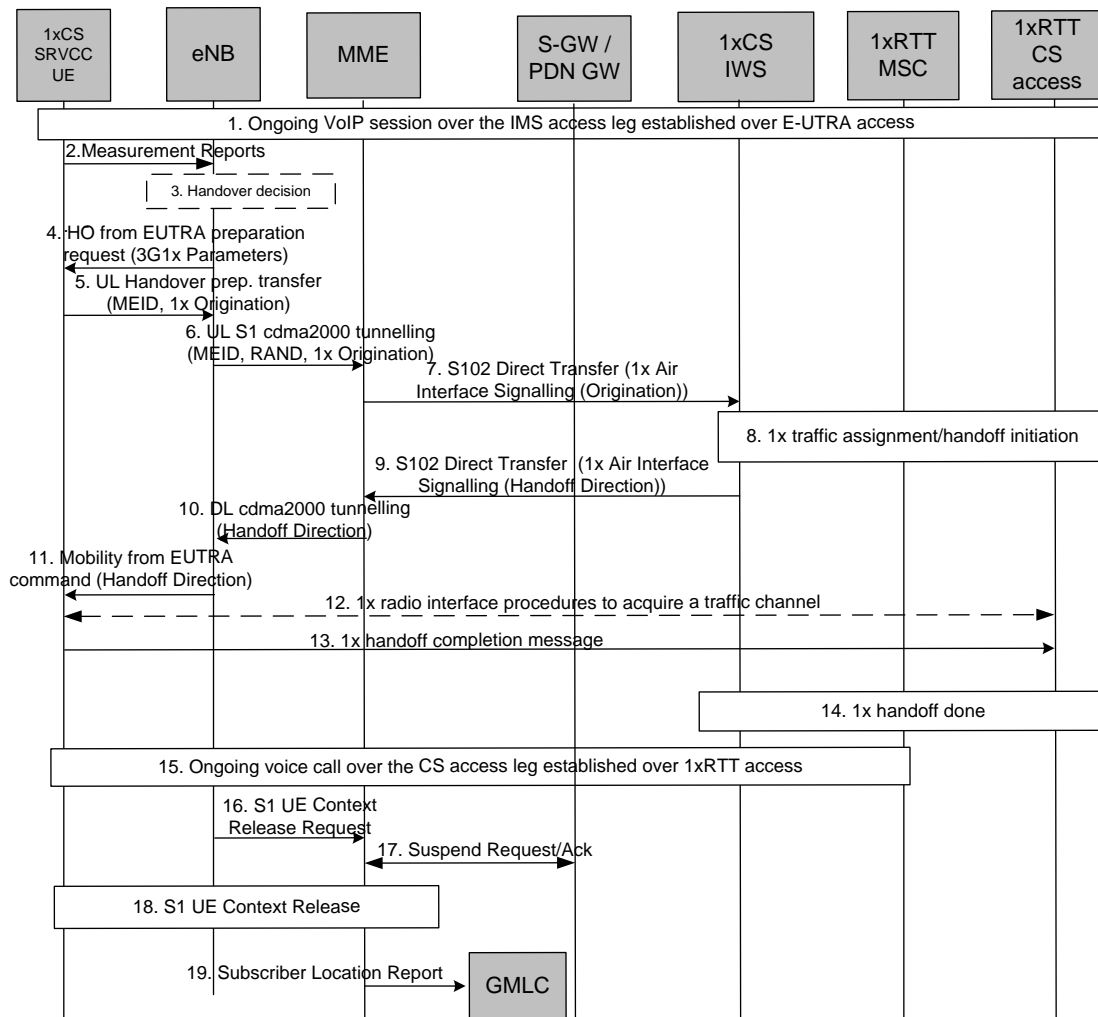 1xCS
SRVCC
UE
eNB
MME
S-GW /
PDN GW
1xCS
IWS
1xRTT
MSC
1xRTT
CS
access
1. Ongoing VoIP session over the IMS access leg established over E-UTRA access
2.Measurement Reports
3. Handover decision
4. HO from EUTRA preparation
request (3G1x Parameters)
5. UL Handover prep. transfer
(MEID, 1x Origination)
6. UL S1 cdma2000 tunnelling
(MEID, RAND, 1x Origination)
7. S102 Direct Transfer (1x Air
Interface Signalling (Origination))
8. 1x traffic assignment/handoff initiation
9. S102 Direct Transfer (1x Air Interface
Signalling (Handoff Direction))
10. DL cdma2000 tunnelling
(Handoff Direction)
11. Mobility from EUTRA
command (Handoff Direction)
12. 1x radio interface procedures to acquire a traffic channel
13. 1x handoff completion message
14. 1x handoff done
15. Ongoing voice call over the CS access leg established over 1xRTT access
16. S1 UE Context
Release Request
17. Suspend Request/Ack
18. S1 UE Context Release
19. Subscriber Location Report
GMLC